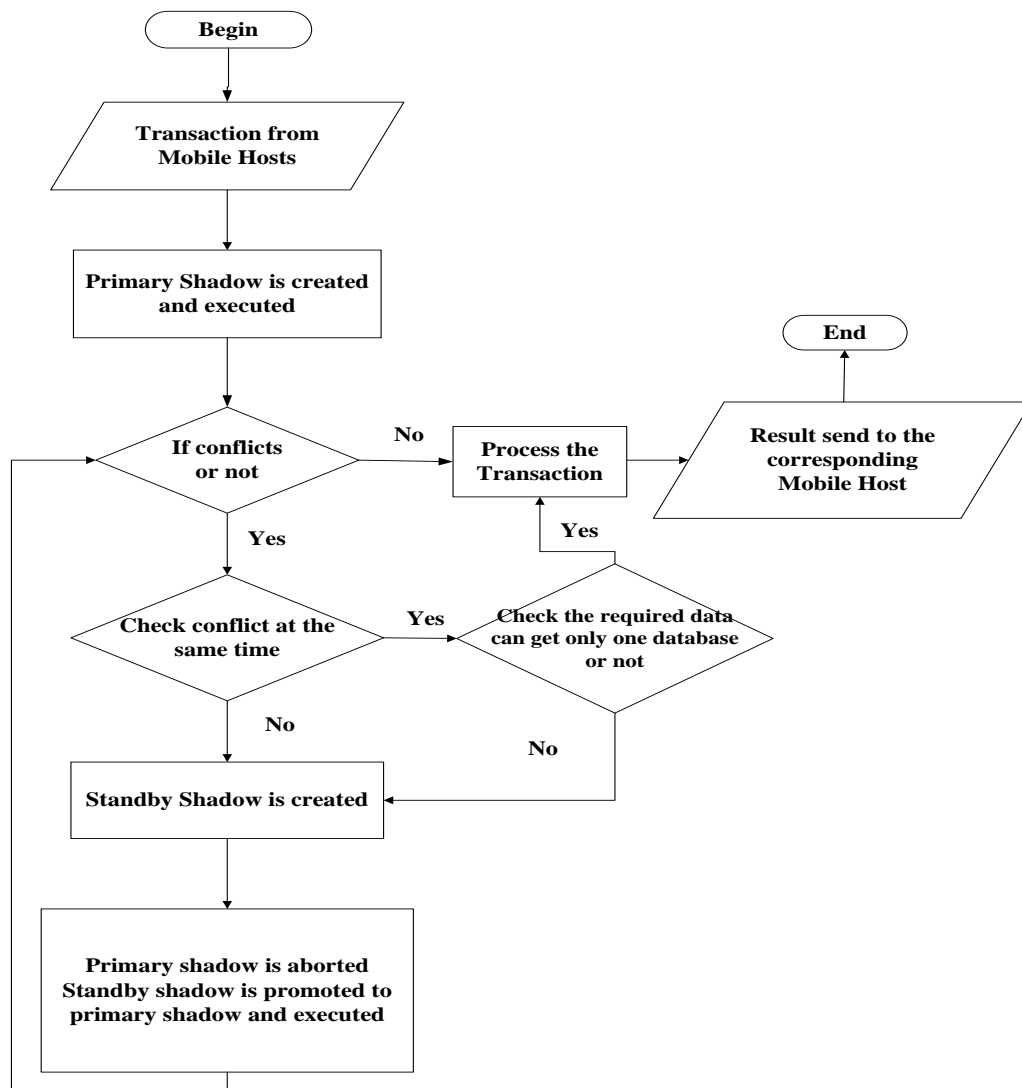 Begin
Transaction from
Mobile Hosts
Primary Shadow is created
and executed
End
If conflicts
or not
No
Process the
Transaction
Result send to the
corresponding
Mobile Host
Yes
Yes
Check conflict at the
same time
Yes
Check the required data
can get only one database
or not
No
No
Standby Shadow is created
Primary shadow is aborted
Standby shadow is promoted to
primary shadow and executed